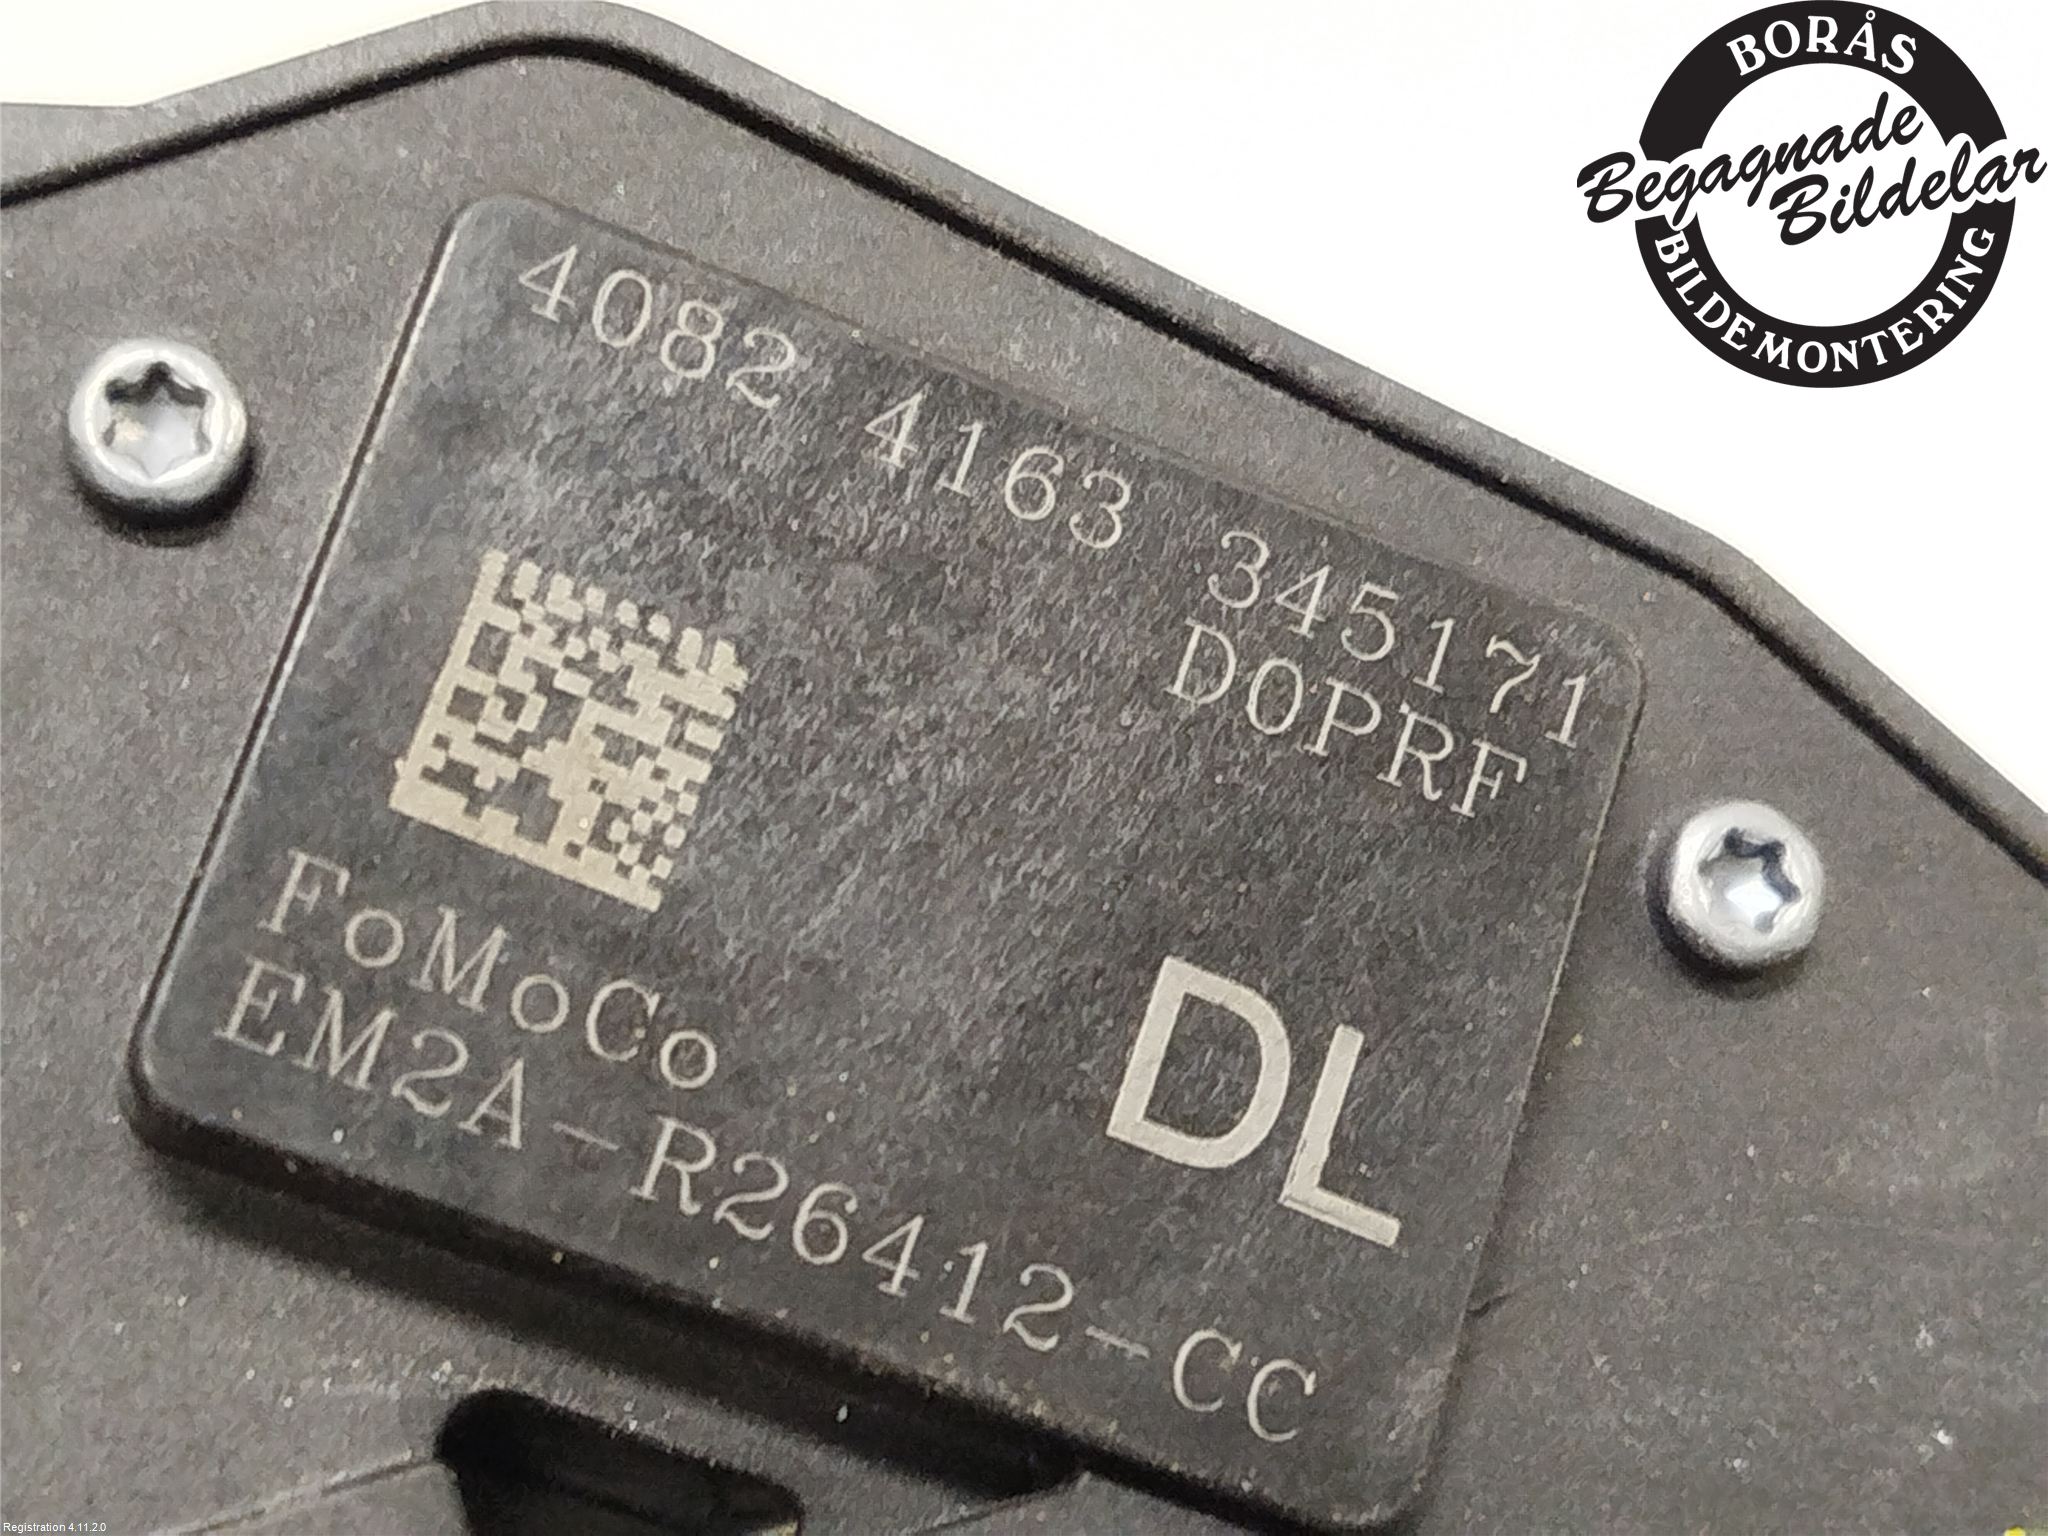 BORÅS
Begagnade
Bildelar
BILDEMONTERING
4082 4163 345171
D0PRF
FoMoCo
DL
EM2A-R26412-CC
Registration 4.11.2.0